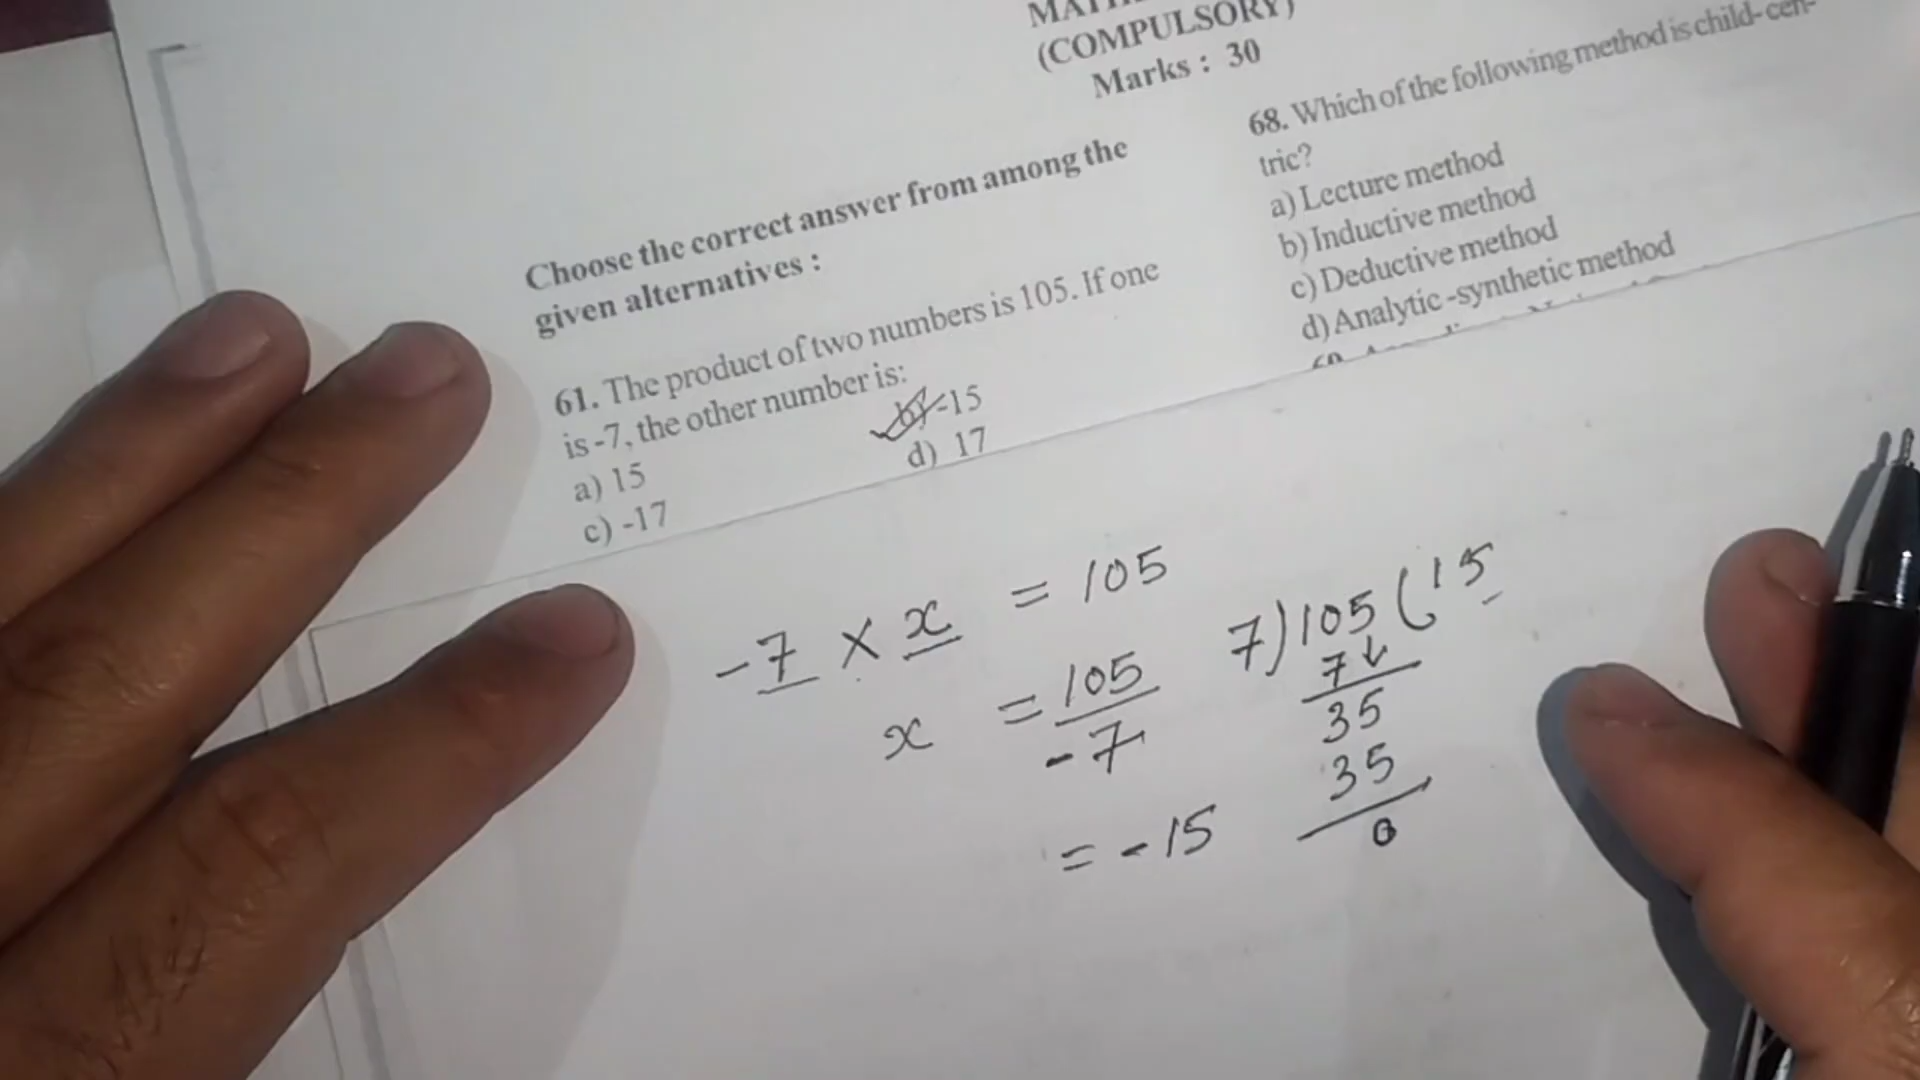 (COMPULSORY)
Marks : 30
Choose the correct answer from among the
given alternatives :
61. The product of two numbers is 105. If one
is -7, the other number is:
a) 15
b) -15
c) -17
d) 17
68. Which of the following method is child-cen-
tric?
a) Lecture method
b) Inductive method
c) Deductive method
d) Analytic -synthetic method
-7 × x = 105
x = 105
-7
= -15
7)105(15
7↓
35
35
0